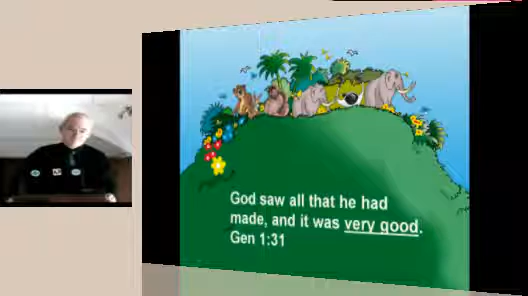 God saw all that he had
made, and it was very good.
Gen 1:31